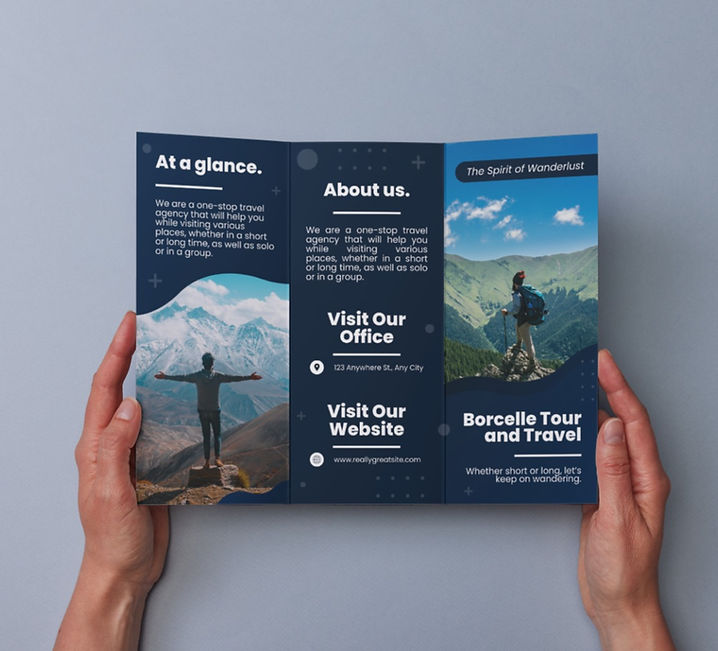 At a glance.
We are a one-stop travel
agency that will help you
while visiting various
places, whether in a short
or long time, as well as solo
or in a group.
About us.
We are a one-stop travel
agency that will help you
while visiting various
places, whether in a short
or long time, as well as solo
or in a group.
Visit Our
Office
123 Anywhere St., Any City
Visit Our
Website
www.reallygreatsite.com
The Spirit of Wanderlust
Borcelle Tour
and Travel
Whether short or long, let's
keep on wandering.